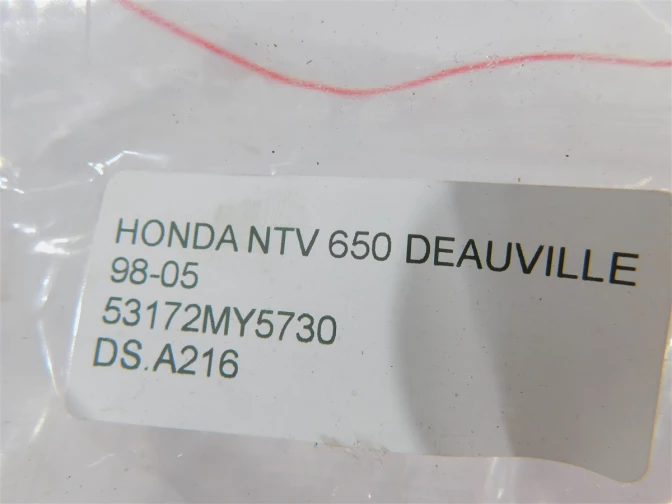 HONDA NTV 650 DEAUVILLE
98-05
53172MY5730
DS.A216